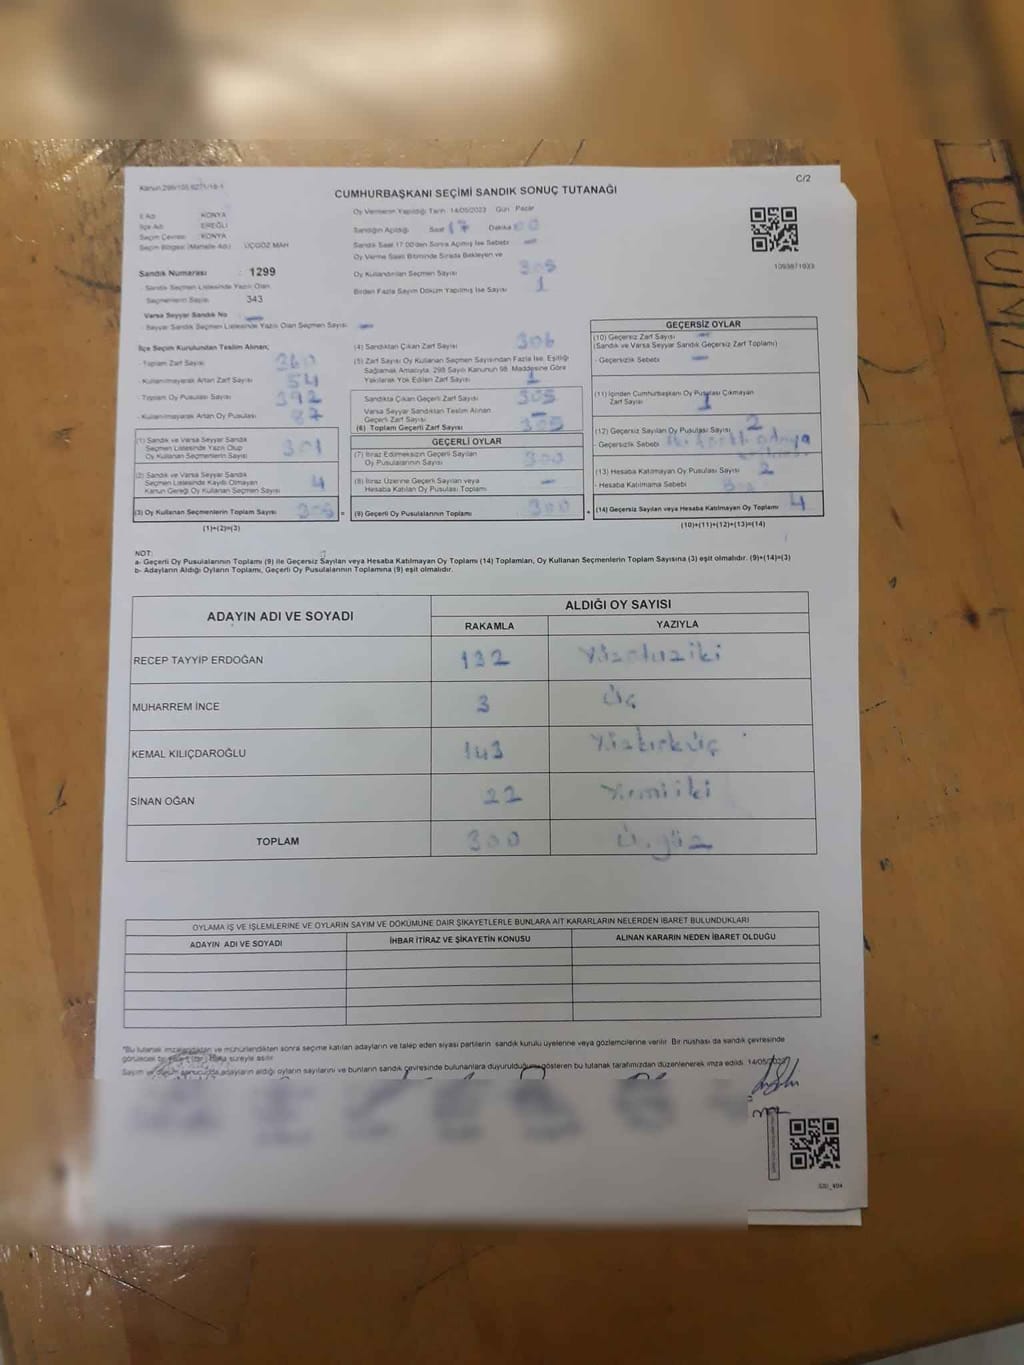 C/2
Kanun:298/105,6271/18-1
CUMHURBAŞKANI SEÇİMİ SANDIK SONUÇ TUTANAĞI
İl Adı KONYA
İlçe Adı EREĞLİ
Seçim Çevresi KONYA
Seçim Bölgesi (Mahalle Adı) ÜÇGÖZ MAH
Oy Vermenin Yapıldığı Tarih 14/05/2023 Gün Pazar
Sandığın Açıldığı Saat 17 Dakika 00
Sandık Saat 17.00'den Sonra Açılmış İse Sebebi -
Oy Verme Saati Bitiminde Sırada Bekleyen ve
Oy Kullandırılan Seçmen Sayısı 305
Birden Fazla Sayım Döküm Yapılmış İse Sayısı 1
1093871033
Sandık Numarası 1299
- Sandık Seçmen Listesinde Yazılı Olan
Seçmenlerin Sayısı 343
Varsa Seyyar Sandık No -
- Seyyar Sandık Seçmen Listesinde Yazılı Olan Seçmen Sayısı -
İlçe Seçim Kurulundan Teslim Alınan;
- Toplam Zarf Sayısı 360
- Kullanılmayarak Artan Zarf Sayısı 54
- Toplam Oy Pusulası Sayısı 392
- Kullanılmayarak Artan Oy Pusulası 87
(1) Sandık ve Varsa Seyyar Sandık
Seçmen Listesinde Yazılı Olup
Oy Kullanan Seçmenlerin Sayısı 301
(2) Sandık ve Varsa Seyyar Sandık
Seçmen Listesinde Kayıtlı Olmayan
Kanun Gereği Oy Kullanan Seçmen Sayısı 4
(3) Oy Kullanan Seçmenlerin Toplam Sayısı 305 =
(1)+(2)=(3)
(4) Sandıktan Çıkan Zarf Sayısı 306
(5) Zarf Sayısı Oy Kullanan Seçmen Sayısından Fazla İse, Eşitliği
Sağlamak Amacıyla, 298 Sayılı Kanunun 98. Maddesine Göre
Yakılarak Yok Edilen Zarf Sayısı 1
Sandıkta Çıkan Geçerli Zarf Sayısı 305
Varsa Seyyar Sandıktan Teslim Alınan
Geçerli Zarf Sayısı -
(6) Toplam Geçerli Zarf Sayısı 305
GEÇERLİ OYLAR
(7) İtiraz Edilmeksizin Geçerli Sayılan
Oy Pusulalarının Sayısı 300
(8) İtiraz Üzerine Geçerli Sayılan veya
Hesaba Katılan Oy Pusulası Toplamı -
(9) Geçerli Oy Pusulalarının Toplamı 300 +
GEÇERSİZ OYLAR
(10) Geçersiz Zarf Sayısı -
(Sandık ve Varsa Seyyar Sandık Geçersiz Zarf Toplamı)
- Geçersizlik Sebebi -
(11) İçinden Cumhurbaşkanı Oy Pusulası Çıkmayan
Zarf Sayısı 1
(12) Geçersiz Sayılan Oy Pusulası Sayısı 2
- Geçersizlik Sebebi iki farklı adaya
(13) Hesaba Katılmayan Oy Pusulası Sayısı 2
- Hesaba Katılmama Sebebi
(14) Geçersiz Sayılan veya Hesaba Katılmayan Oy Toplamı 4
(10)+(11)+(12)+(13)=(14)
NOT:
a- Geçerli Oy Pusulalarının Toplamı (9) ile Geçersiz Sayılan veya Hesaba Katılmayan Oy Toplamı (14) Toplamları, Oy Kullanan Seçmenlerin Toplam Sayısına (3) eşit olmalıdır. (9)+(14)=(3)
b- Adayların Aldığı Oyların Toplamı, Geçerli Oy Pusulalarının Toplamına (9) eşit olmalıdır.
ADAYIN ADI VE SOYADI ALDIĞI OY SAYISI
RAKAMLA YAZIYLA
RECEP TAYYİP ERDOĞAN 132 Yüzotuziki
MUHARREM İNCE 3 Üç
KEMAL KILIÇDAROĞLU 143 Yüzkırküç
SİNAN OĞAN 22 Yirmiiki
TOPLAM 300 Üçyüz
OYLAMA İŞ VE İŞLEMLERİNE VE OYLARIN SAYIM VE DÖKÜMÜNE DAİR ŞİKAYETLERLE BUNLARA AİT KARARLARIN NELERDEN İBARET BULUNDUKLARI
ADAYIN ADI VE SOYADI İHBAR İTİRAZ VE ŞİKAYETİN KONUSU ALINAN KARARIN NEDEN İBARET OLDUĞU
"Bu tutanak imzalandıktan ve mühürlendikten sonra seçime katılan adayların ve talep eden siyasi partilerin sandık kurulu üyelerine veya gözlemcilerine verilir. Bir nüshası da sandık çevresinde
görülecek bir yere 1 (bir) hafta süreyle asılır.
Sayım ve döküm sonucunda adayların aldığı oyların sayılarını ve bunların sandık çevresinde bulunanlara duyurulduğunu gösteren bu tutanak tarafımızdan düzenlenerek imza edildi. 14/05/2023